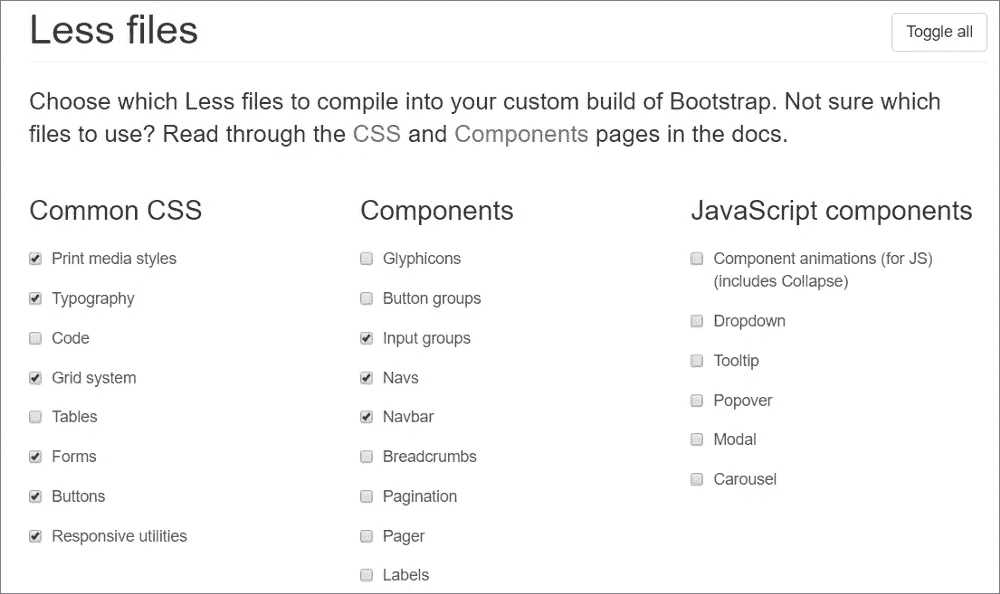 Less files
Toggle all
Choose which Less files to compile into your custom build of Bootstrap. Not sure which
files to use? Read through the CSS and Components pages in the docs.
Common CSS
Print media styles
Typography
Code
Grid system
Tables
Forms
Buttons
Responsive utilities
Components
Glyphicons
Button groups
Input groups
Navs
Navbar
Breadcrumbs
Pagination
Pager
Labels
JavaScript components
Component animations (for JS)
(includes Collapse)
Dropdown
Tooltip
Popover
Modal
Carousel